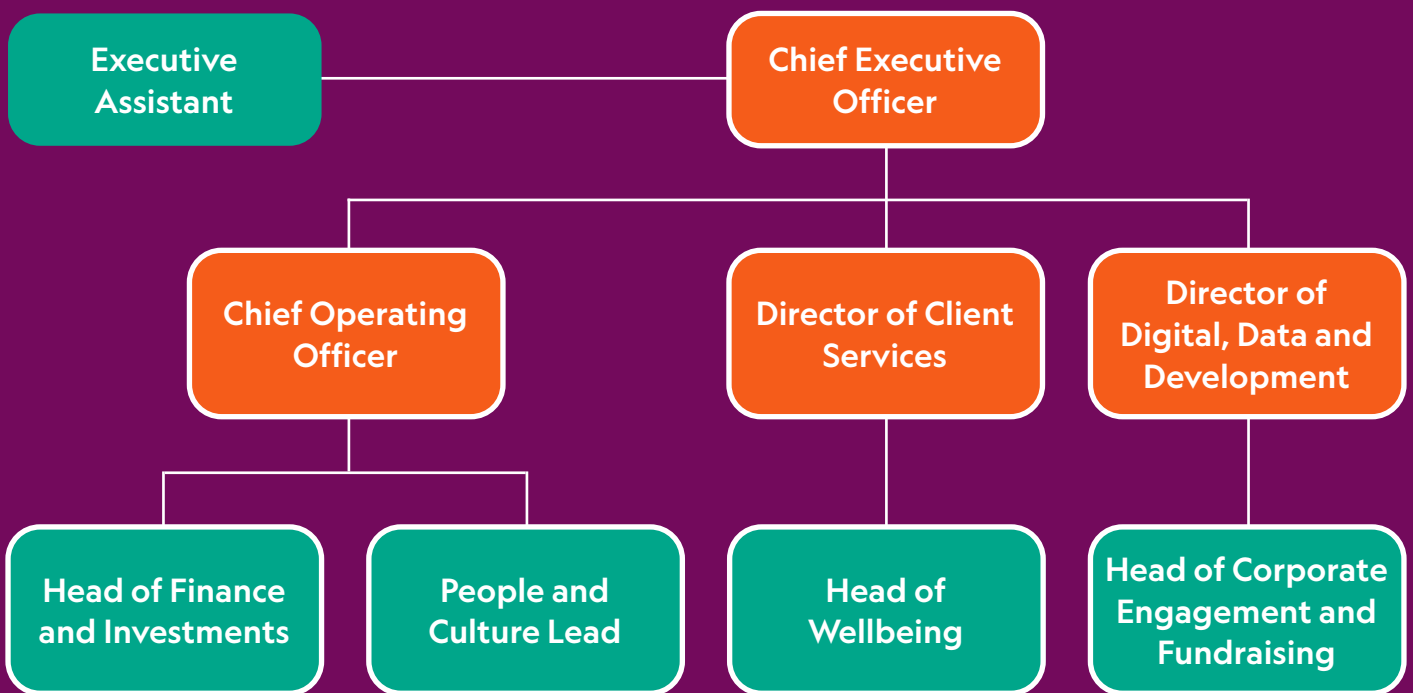 Executive
Assistant
Chief Executive
Officer
Chief Operating
Officer
Director of Client
Services
Director of
Digital, Data and
Development
Head of Finance
and Investments
People and
Culture Lead
Head of
Wellbeing
Head of Corporate
Engagement and
Fundraising